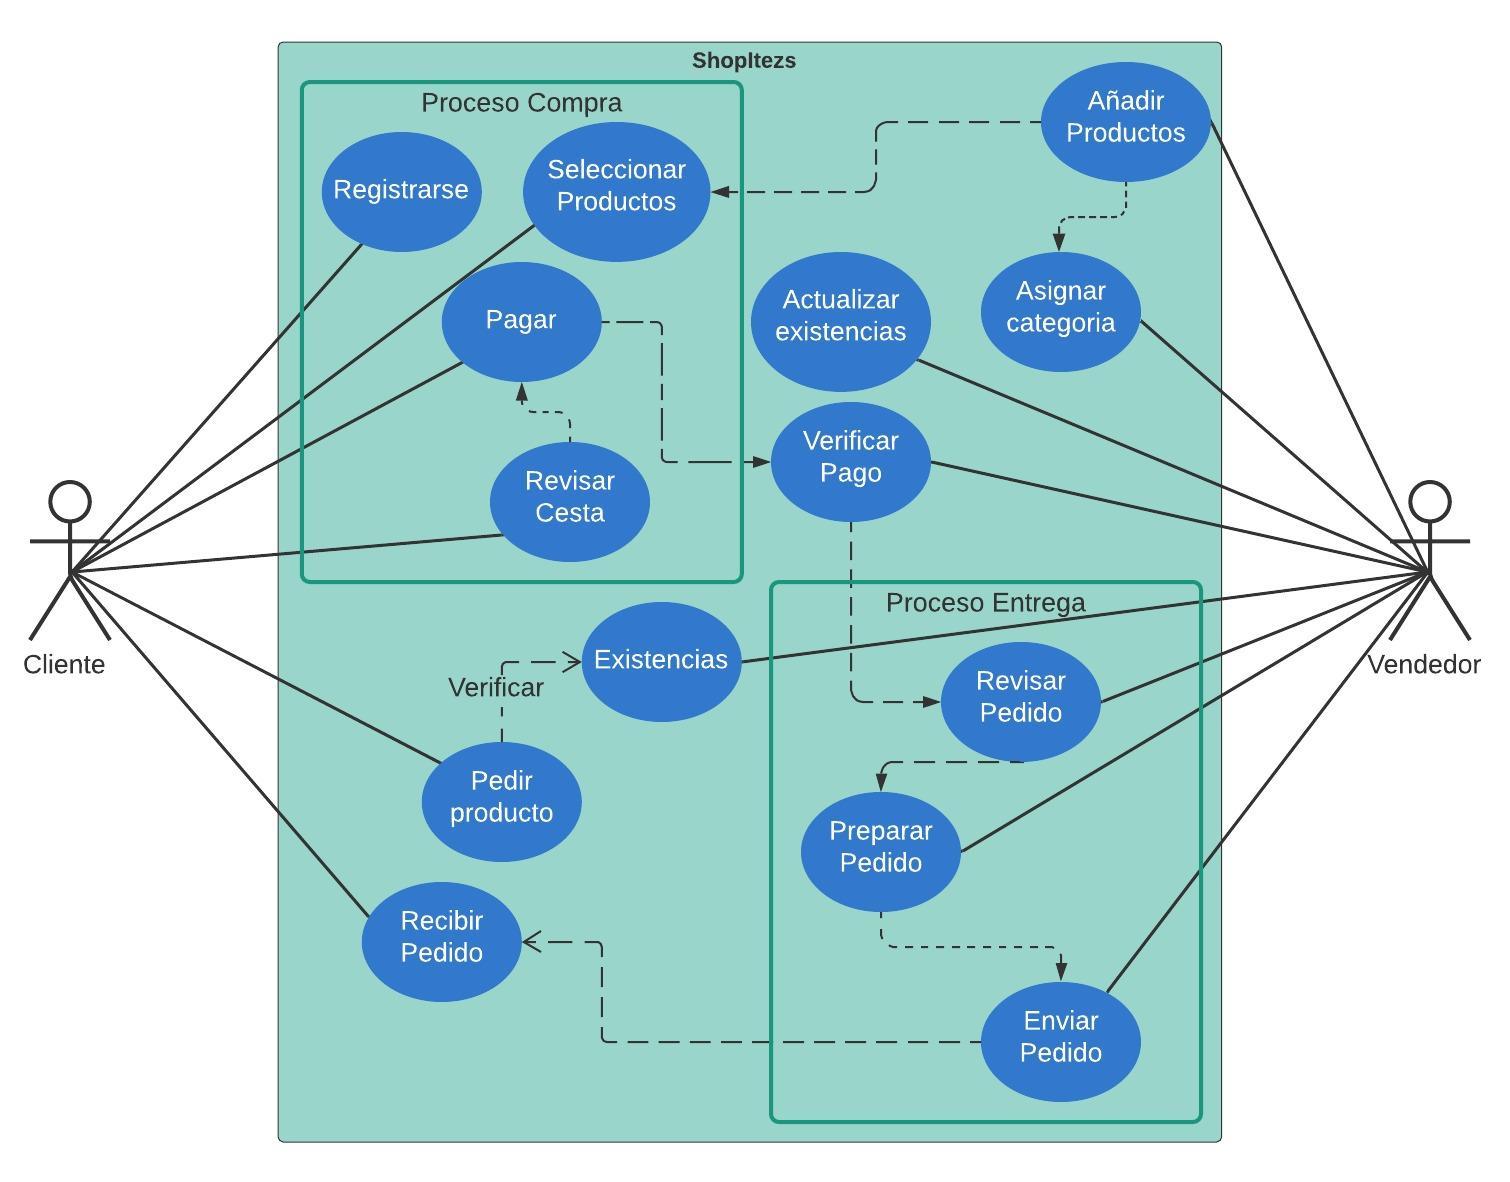 ShopItezs
Proceso Compra
Añadir
Productos
Registrarse
Seleccionar
Productos
Pagar
Actualizar
existencias
Asignar
categoria
Revisar
Cesta
Verificar
Pago
Cliente
Vendedor
Proceso Entrega
Existencias
Verificar
Revisar
Pedido
Pedir
producto
Preparar
Pedido
Recibir
Pedido
Enviar
Pedido